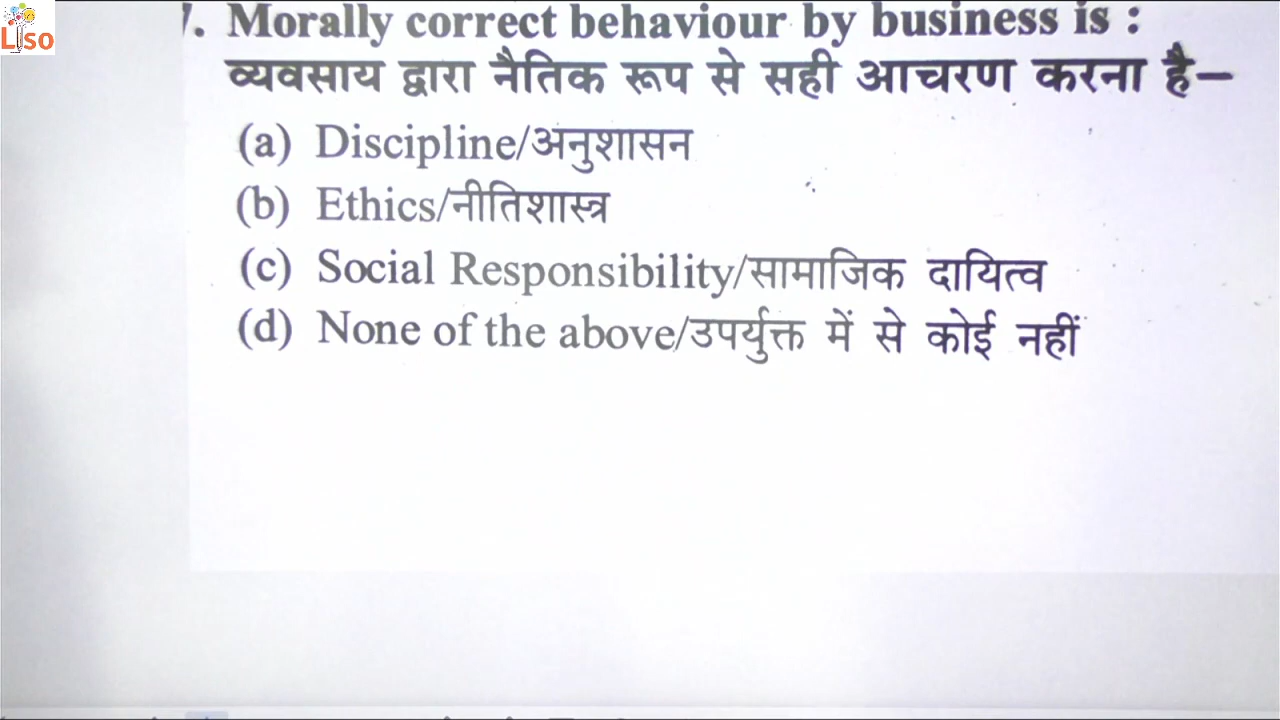 Liso
. Morally correct behaviour by business is :
व्यवसाय द्वारा नैतिक रूप से सही आचरण करना है–
(a) Discipline/अनुशासन
(b) Ethics/नीतिशास्त्र
(c) Social Responsibility/सामाजिक दायित्व
(d) None of the above/उपर्युक्त में से कोई नहीं